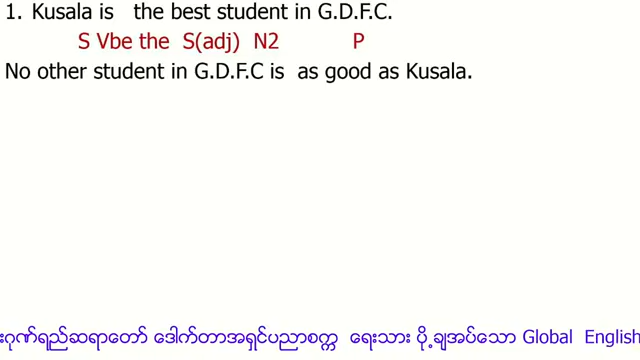 1. Kusala is the best student in G.D.F.C.
S Vbe the S(adj) N2 P
No other student in G.D.F.C is as good as Kusala.
းဂုဏ်ရည်ဆရာတော် ဒေါက်တာအရှင်ပညာစက္က ရေးသား ပို့ချအပ်သော Global English